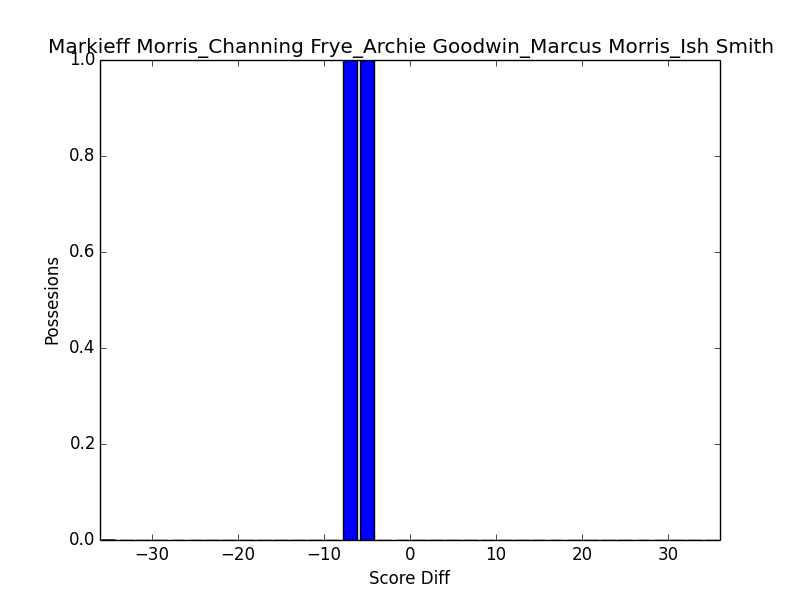 Markieff Morris_Channing Frye_Archie Goodwin_Marcus Morris_Ish Smith
1.0
0.8
0.6
0.4
0.2
0.0
Possesions
−30 −20 −10 0 10 20 30
Score Diff